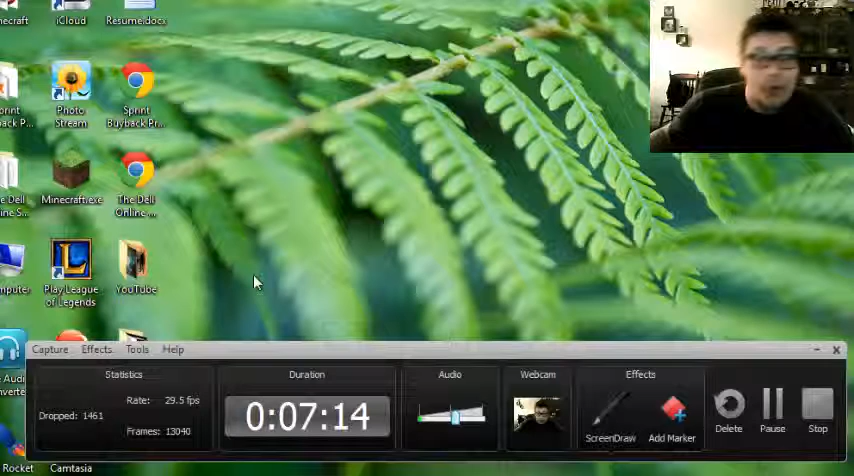 iCloud
Resume.docx
Photo
Stream
Sprint
Buyback Pr...
Minecraft.exe
The Dell
Online ...
Play League
of Legends
YouTube
Capture Effects Tools Help
Statistics
Duration
Audio
Webcam
Effects
Rate: 29.5 fps
Dropped: 1461
Frames: 13040
0:07:14
ScreenDraw
Add Marker
Delete
Pause
Stop
Rocket
Camtasia